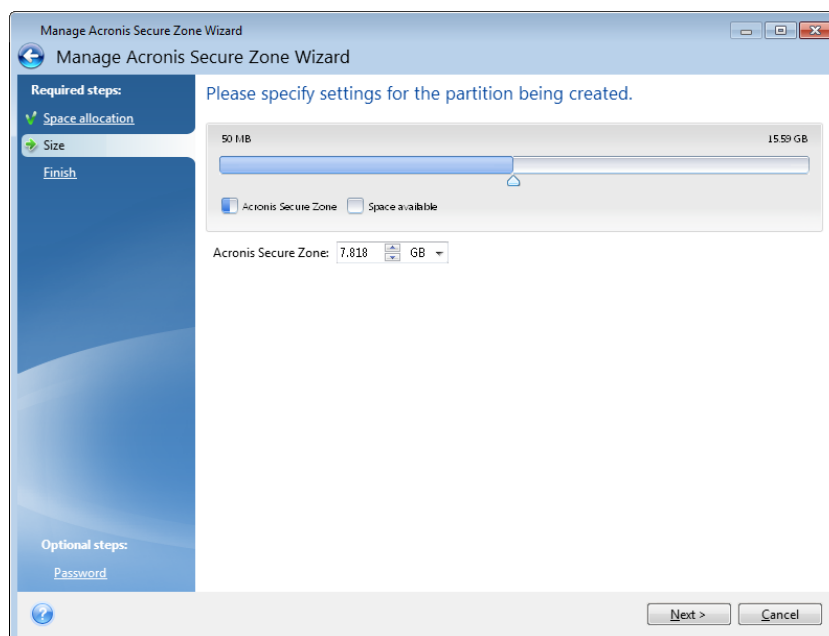 Manage Acronis Secure Zone Wizard
Manage Acronis Secure Zone Wizard
Required steps:
Space allocation
Size
Finish
Please specify settings for the partition being created.
50 MB 15.59 GB
Acronis Secure Zone Space available
Acronis Secure Zone: 7.818 GB
Optional steps:
Password
Next > Cancel